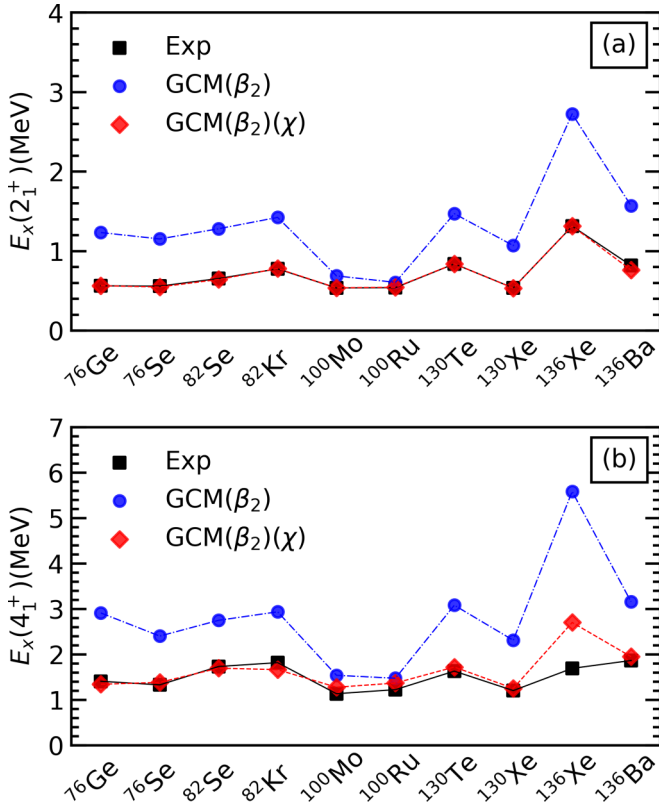 4
(a)
Exp
3
GCM(β₂)
GCM(β₂)(χ)
2
1
0
Eₓ(2₁⁺)(MeV)
⁷⁶Ge
⁷⁶Se
⁸²Se
⁸²Kr
¹⁰⁰Mo
¹⁰⁰Ru
¹³⁰Te
¹³⁰Xe
¹³⁶Xe
¹³⁶Ba
7
(b)
Exp
6
GCM(β₂)
5
GCM(β₂)(χ)
4
3
2
1
0
Eₓ(4₁⁺)(MeV)
⁷⁶Ge
⁷⁶Se
⁸²Se
⁸²Kr
¹⁰⁰Mo
¹⁰⁰Ru
¹³⁰Te
¹³⁰Xe
¹³⁶Xe
¹³⁶Ba